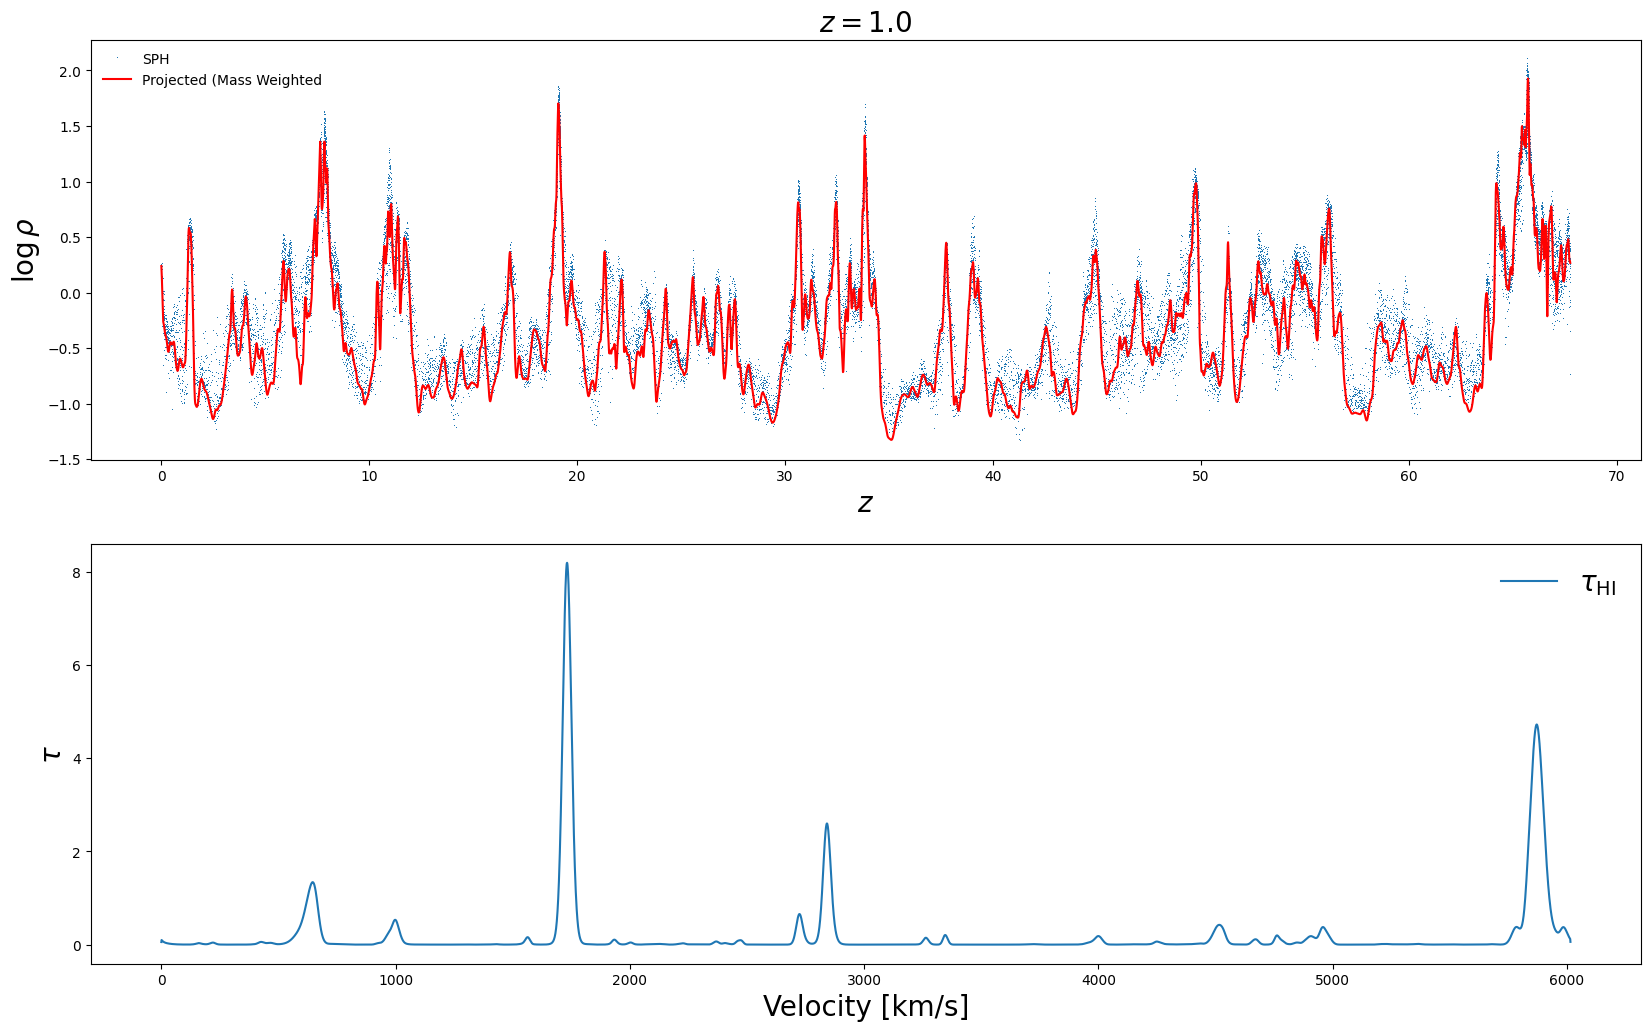 z = 1.0
SPH
Projected (Mass Weighted
2.0
1.5
1.0
0.5
0.0
−0.5
−1.0
−1.5
log ρ
0 10 20 30 40 50 60 70
z
τHI
8
6
4
2
0
τ
0 1000 2000 3000 4000 5000 6000
Velocity [km/s]